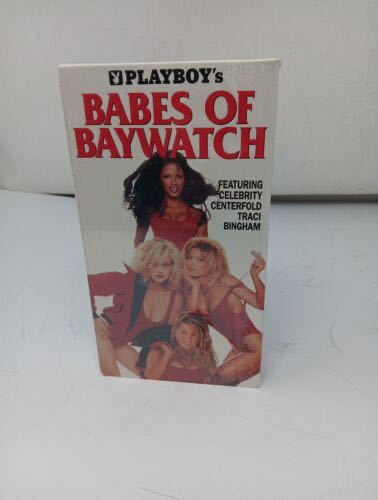 PLAYBOY's
BABES OF
BAYWATCH
FEATURING
CELEBRITY
CENTERFOLD
TRACI
BINGHAM